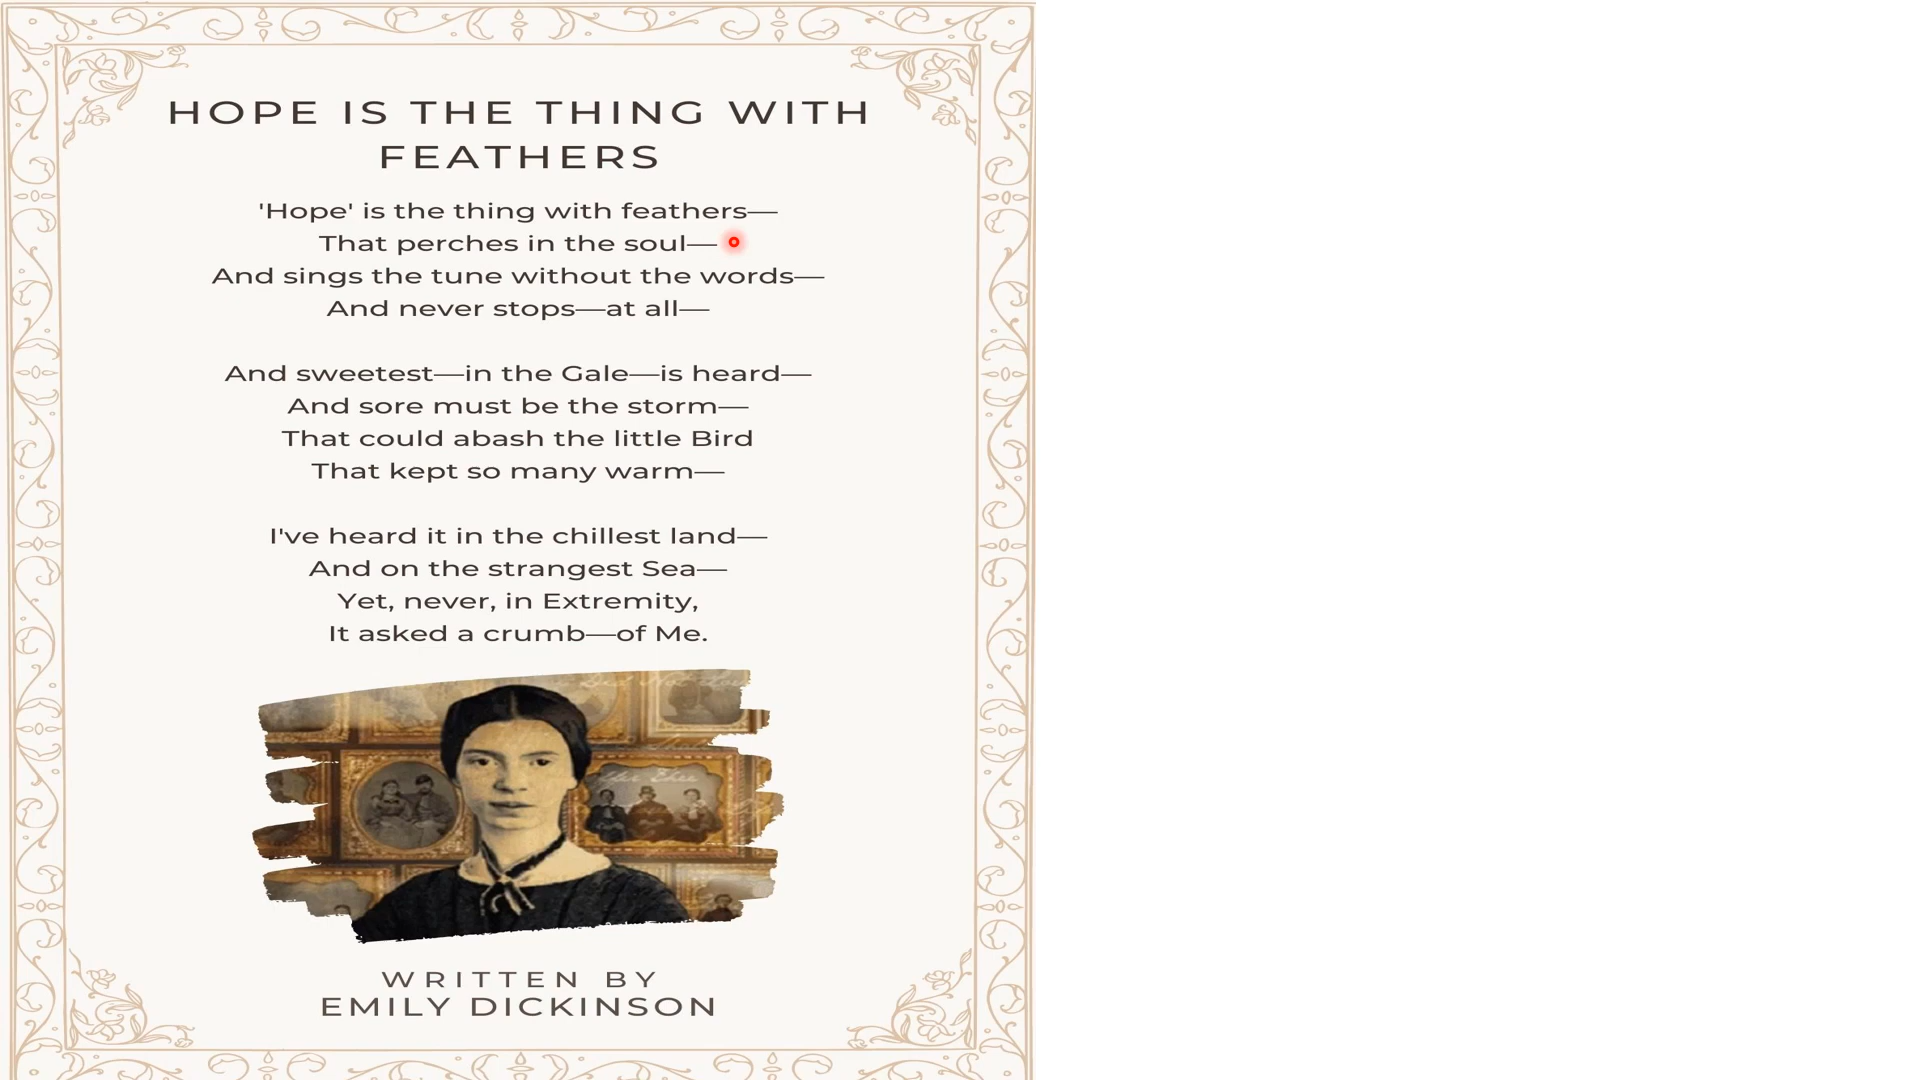 HOPE IS THE THING WITH
FEATHERS
'Hope' is the thing with feathers—
That perches in the soul—
And sings the tune without the words—
And never stops—at all—
And sweetest—in the Gale—is heard—
And sore must be the storm—
That could abash the little Bird
That kept so many warm—
I've heard it in the chillest land—
And on the strangest Sea—
Yet, never, in Extremity,
It asked a crumb—of Me.
WRITTEN BY
EMILY DICKINSON